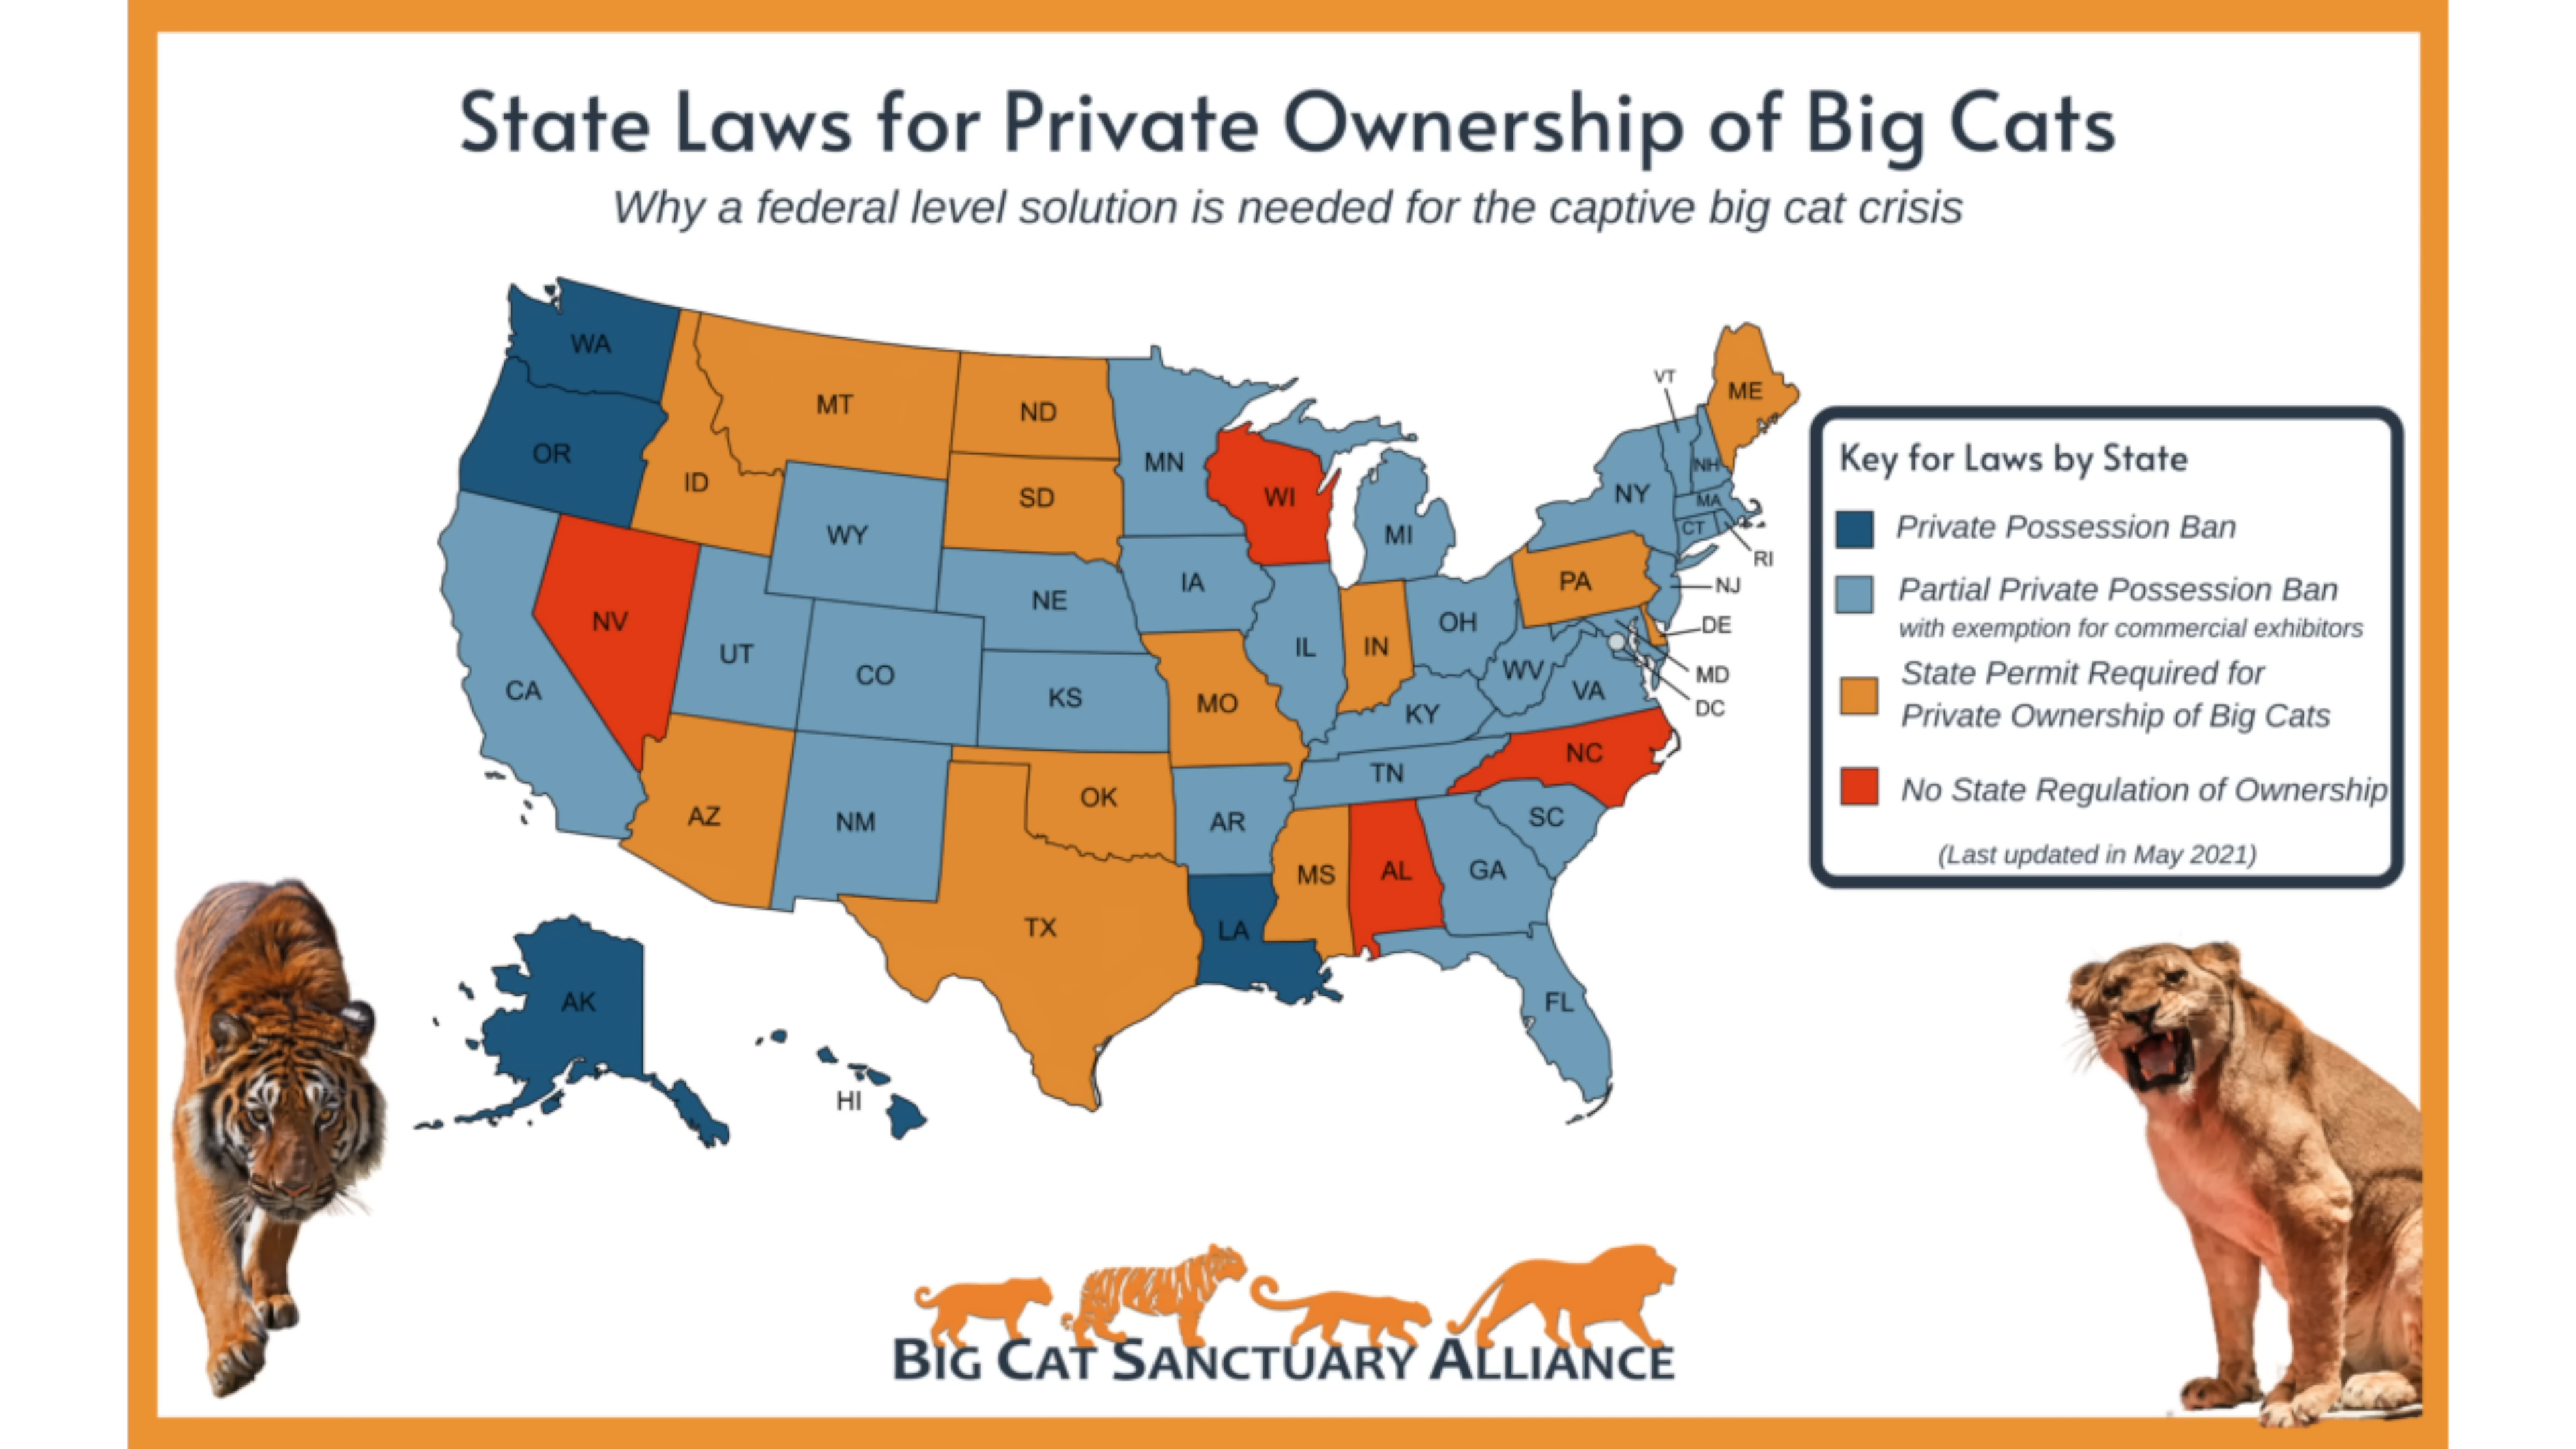 State Laws for Private Ownership of Big Cats
Why a federal level solution is needed for the captive big cat crisis
WA
OR
CA
NV
ID
MT
WY
UT
CO
AZ
NM
ND
SD
NE
KS
OK
TX
MN
IA
MO
AR
LA
WI
IL
IN
MI
OH
KY
TN
MS
AL
GA
FL
SC
NC
VA
WV
PA
NY
VT
NH
ME
MA
CT
RI
NJ
DE
MD
DC
AK
HI
Key for Laws by State
Private Possession Ban
Partial Private Possession Ban
with exemption for commercial exhibitors
State Permit Required for
Private Ownership of Big Cats
No State Regulation of Ownership
(Last updated in May 2021)
BIG CAT SANCTUARY ALLIANCE